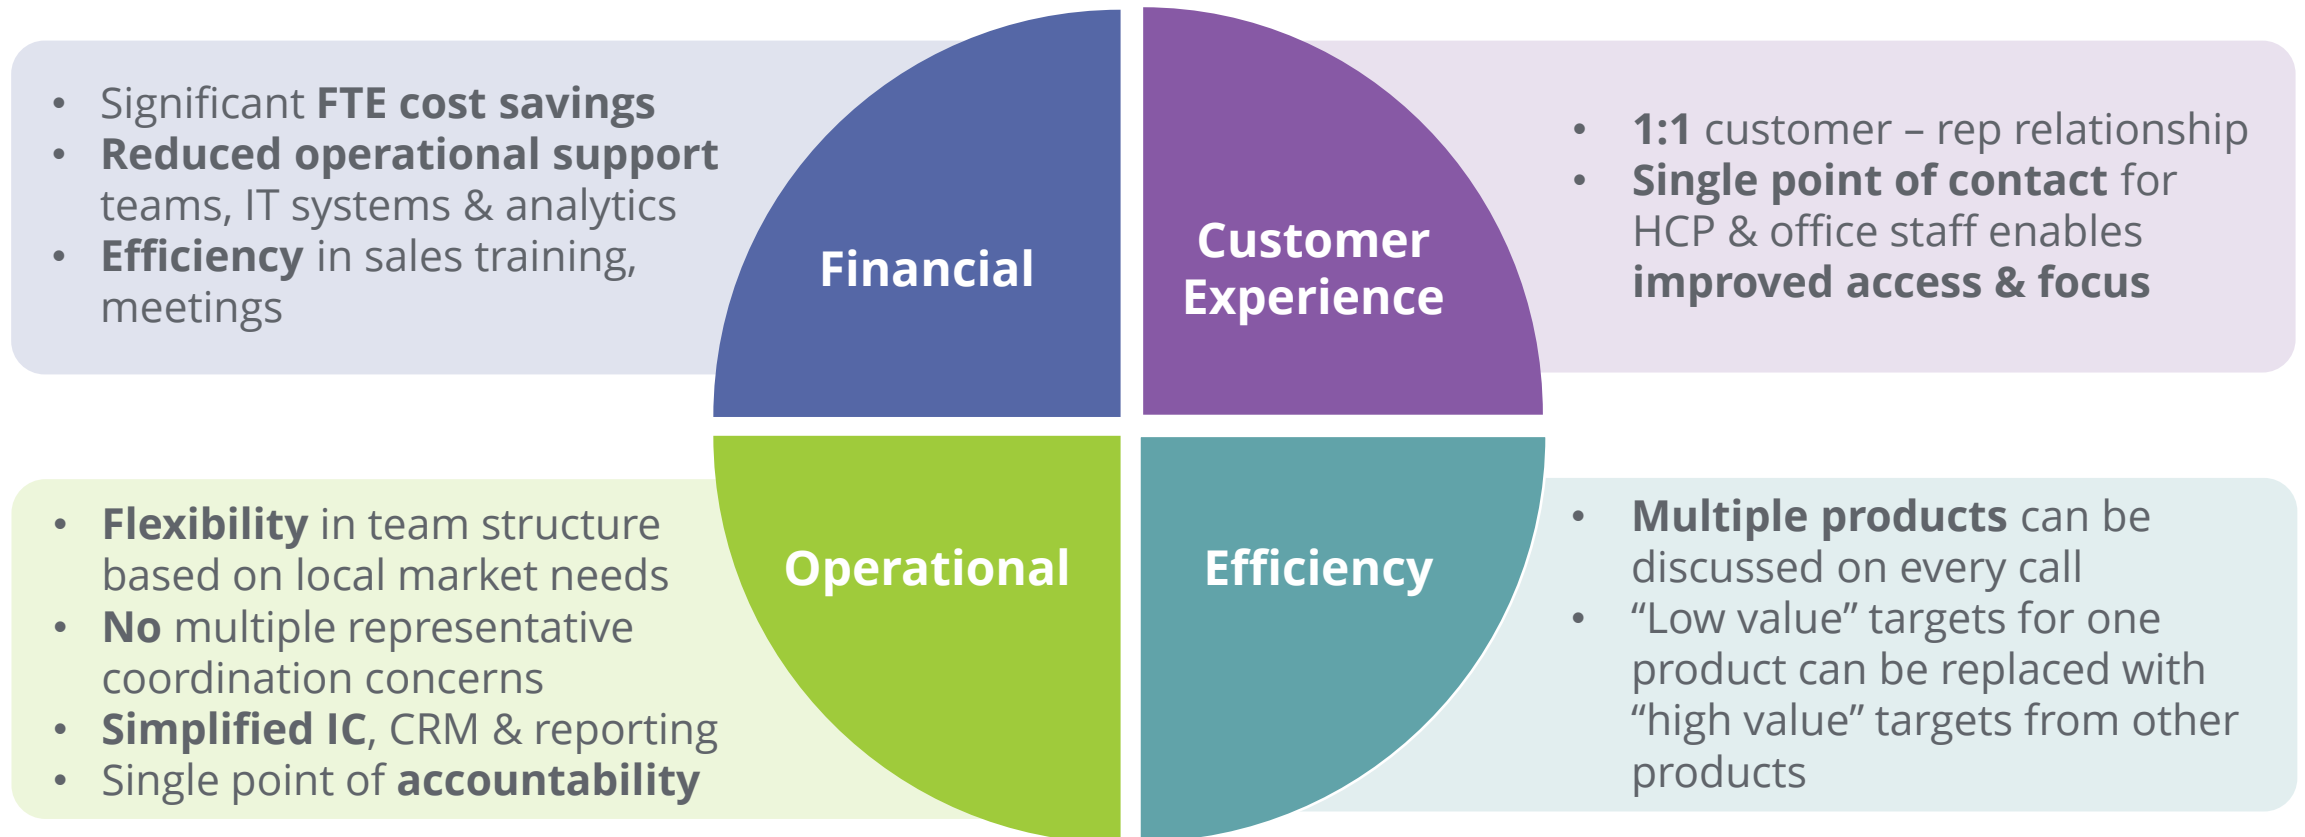 • Significant FTE cost savings
• Reduced operational support
teams, IT systems & analytics
• Efficiency in sales training,
meetings
Financial
Customer
Experience
• 1:1 customer – rep relationship
• Single point of contact for
HCP & office staff enables
improved access & focus
• Flexibility in team structure
based on local market needs
• No multiple representative
coordination concerns
• Simplified IC, CRM & reporting
• Single point of accountability
Operational
Efficiency
• Multiple products can be
discussed on every call
• “Low value” targets for one
product can be replaced with
“high value” targets from other
products